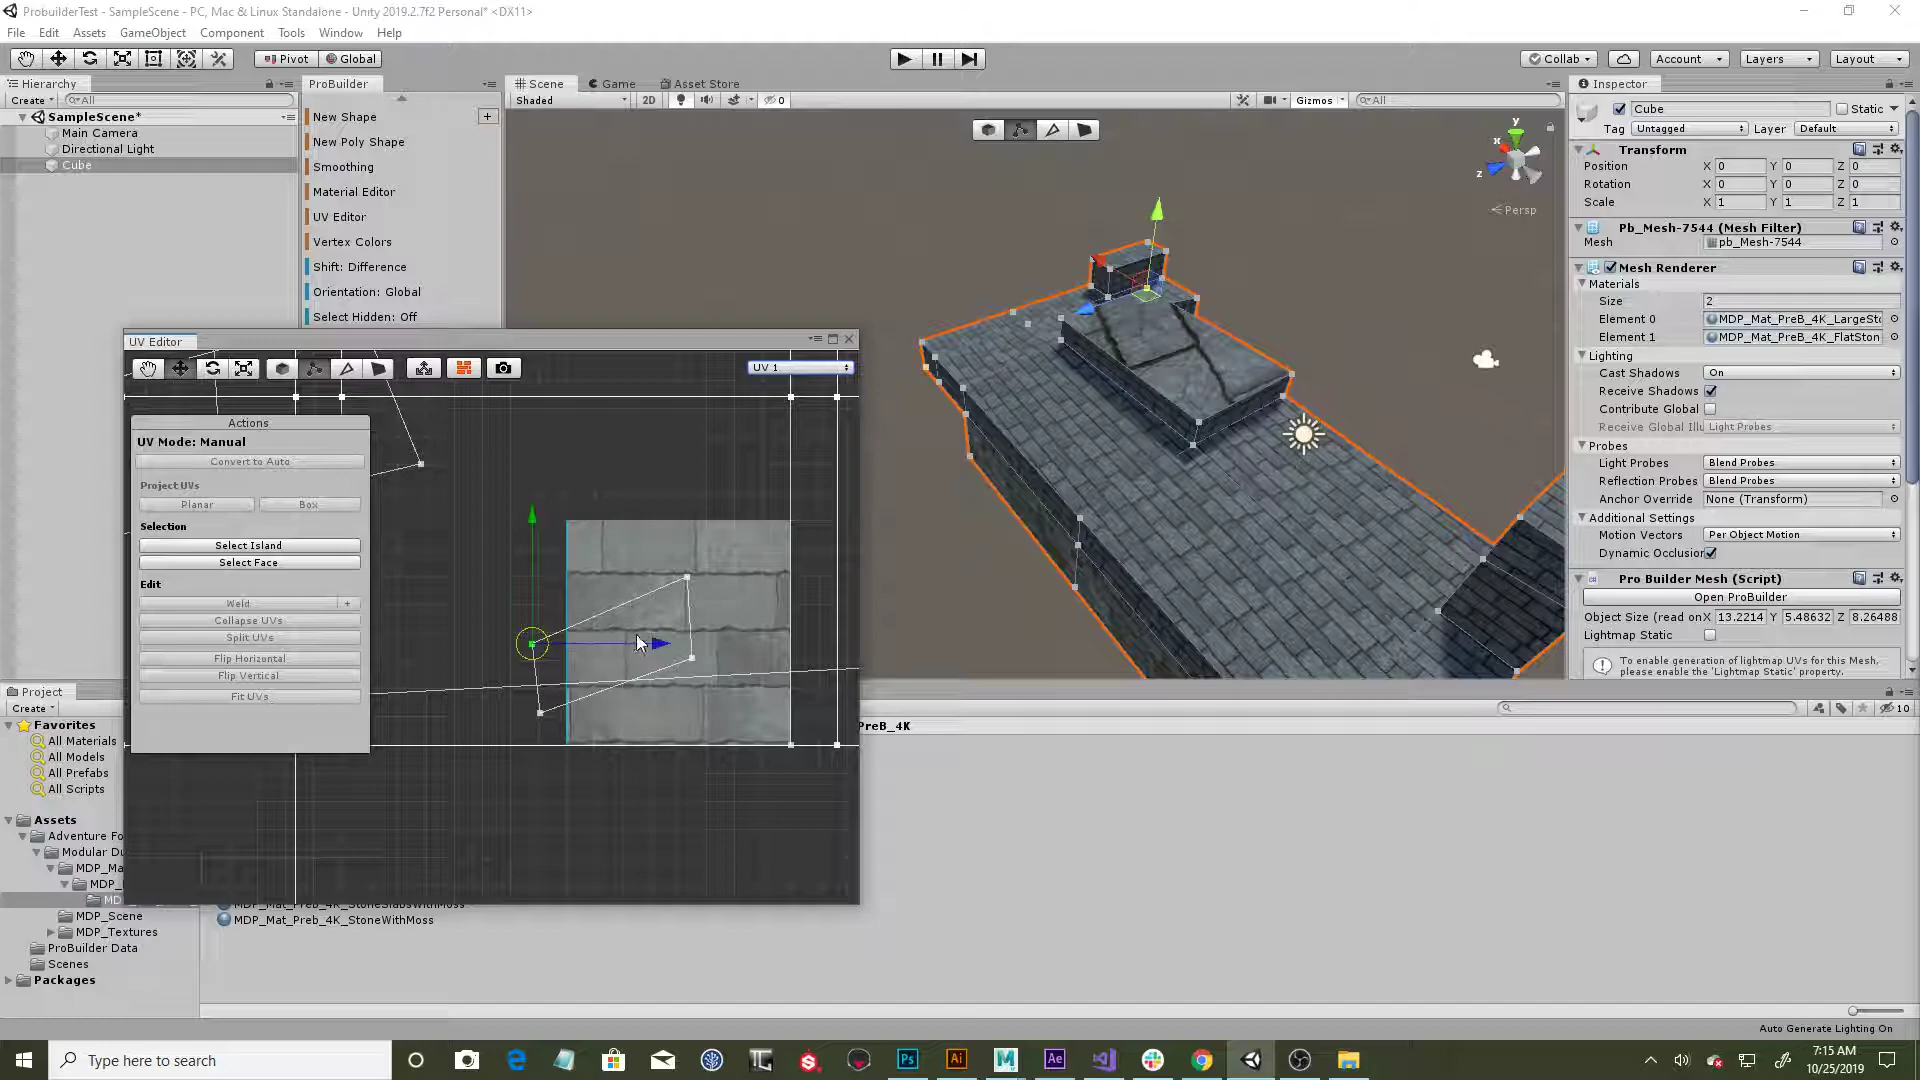 ProbuilderTest - SampleScene - PC, Mac & Linux Standalone - Unity 2019.2.7f2 Personal* <DX11>
File Edit Assets GameObject Component Tools Window Help
Pivot Global
Collab Account Layers Layout
Hierarchy
Create All
SampleScene*
Main Camera
Directional Light
Cube
ProBuilder
New Shape +
New Poly Shape
Smoothing
Material Editor
UV Editor
Vertex Colors
Shift: Difference
Orientation: Global
Select Hidden: Off
Scene Game Asset Store
Shaded 2D 0 Gizmos All
y
x
z
Persp
UV Editor
UV 1
Actions
UV Mode: Manual
Convert to Auto
Project UVs
Planar Box
Selection
Select Island
Select Face
Edit
Weld +
Collapse UVs
Split UVs
Flip Horizontal
Flip Vertical
Fit UVs
Inspector
Cube Static
Tag Untagged Layer Default
Transform
Position X 0 Y 0 Z 0
Rotation X 0 Y 0 Z 0
Scale X 1 Y 1 Z 1
Pb_Mesh-7544 (Mesh Filter)
Mesh pb_Mesh-7544
Mesh Renderer
Materials
Size 2
Element 0 MDP_Mat_PreB_4K_LargeSto
Element 1 MDP_Mat_PreB_4K_FlatSton
Lighting
Cast Shadows On
Receive Shadows
Contribute Global
Receive Global Illu Light Probes
Probes
Light Probes Blend Probes
Reflection Probes Blend Probes
Anchor Override None (Transform)
Additional Settings
Motion Vectors Per Object Motion
Dynamic Occlusion
Pro Builder Mesh (Script)
Open ProBuilder
Object Size (read on X 13.2214 Y 5.48632 Z 8.26488
Lightmap Static
To enable generation of lightmap UVs for this Mesh, please enable the 'Lightmap Static' property.
Project
Create
10
Favorites
All Materials
All Models
All Prefabs
All Scripts
Assets
Adventure Fo
Modular Du
MDP_Ma
MDP_
MD
MDP_Scene
MDP_Textures
ProBuilder Data
Scenes
Packages
PreB_4K
MDP_Mat_Preb_4K_StoneSlabsWithMoss
MDP_Mat_Preb_4K_StoneWithMoss
Auto Generate Lighting On
Type here to search
Ps Ai M Ae
7:15 AM
10/25/2019